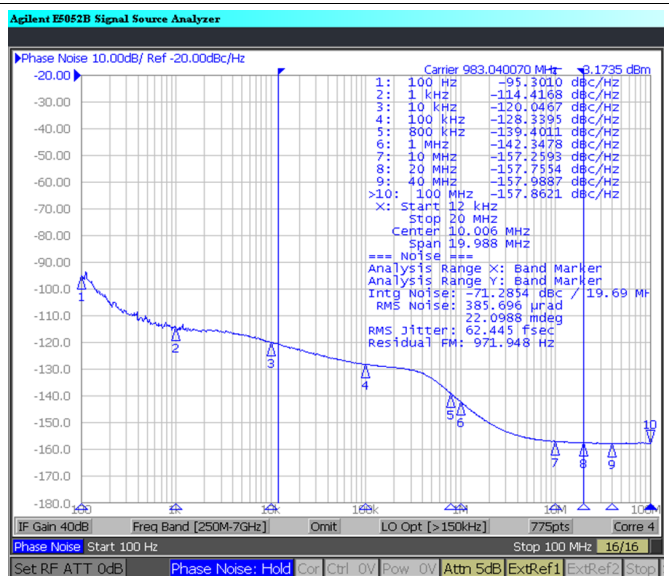 Agilent E5052B Signal Source Analyzer
▶Phase Noise 10.00dB/ Ref -20.00dBc/Hz
Carrier 983.040070 MHz 3.1735 dBm
1: 100 Hz -95.3010 dBc/Hz
2: 1 kHz -114.4168 dBc/Hz
3: 10 kHz -120.0467 dBc/Hz
4: 100 kHz -128.3395 dBc/Hz
5: 800 kHz -139.4011 dBc/Hz
6: 1 MHz -142.3478 dBc/Hz
7: 10 MHz -157.2593 dBc/Hz
8: 20 MHz -157.7554 dBc/Hz
9: 40 MHz -157.9887 dBc/Hz
>10: 100 MHz -157.8621 dBc/Hz
X: Start 12 kHz
Stop 20 MHz
Center 10.006 MHz
Span 19.988 MHz
=== Noise ===
Analysis Range X: Band Marker
Analysis Range Y: Band Marker
Intg Noise: -71.2854 dBc / 19.69 MH
RMS Noise: 385.696 µrad
22.0988 mdeg
RMS Jitter: 62.445 fsec
Residual FM: 971.948 Hz
-20.00
-30.00
-40.00
-50.00
-60.00
-70.00
-80.00
-90.00
-100.0
-110.0
-120.0
-130.0
-140.0
-150.0
-160.0
-170.0
-180.0
1
2
3
4
5
6
7
8
9
10
100 1k 10k 100k 1M 10M 100M
IF Gain 40dB Freq Band [250M-7GHz] Omit LO Opt [>150kHz] 775pts Corre 4
Phase Noise Start 100 Hz Stop 100 MHz 16/16
Set RF ATT 0dB Phase Noise: Hold Cor Ctrl 0V Pow 0V Attn 5dB ExtRef1 ExtRef2 Stop